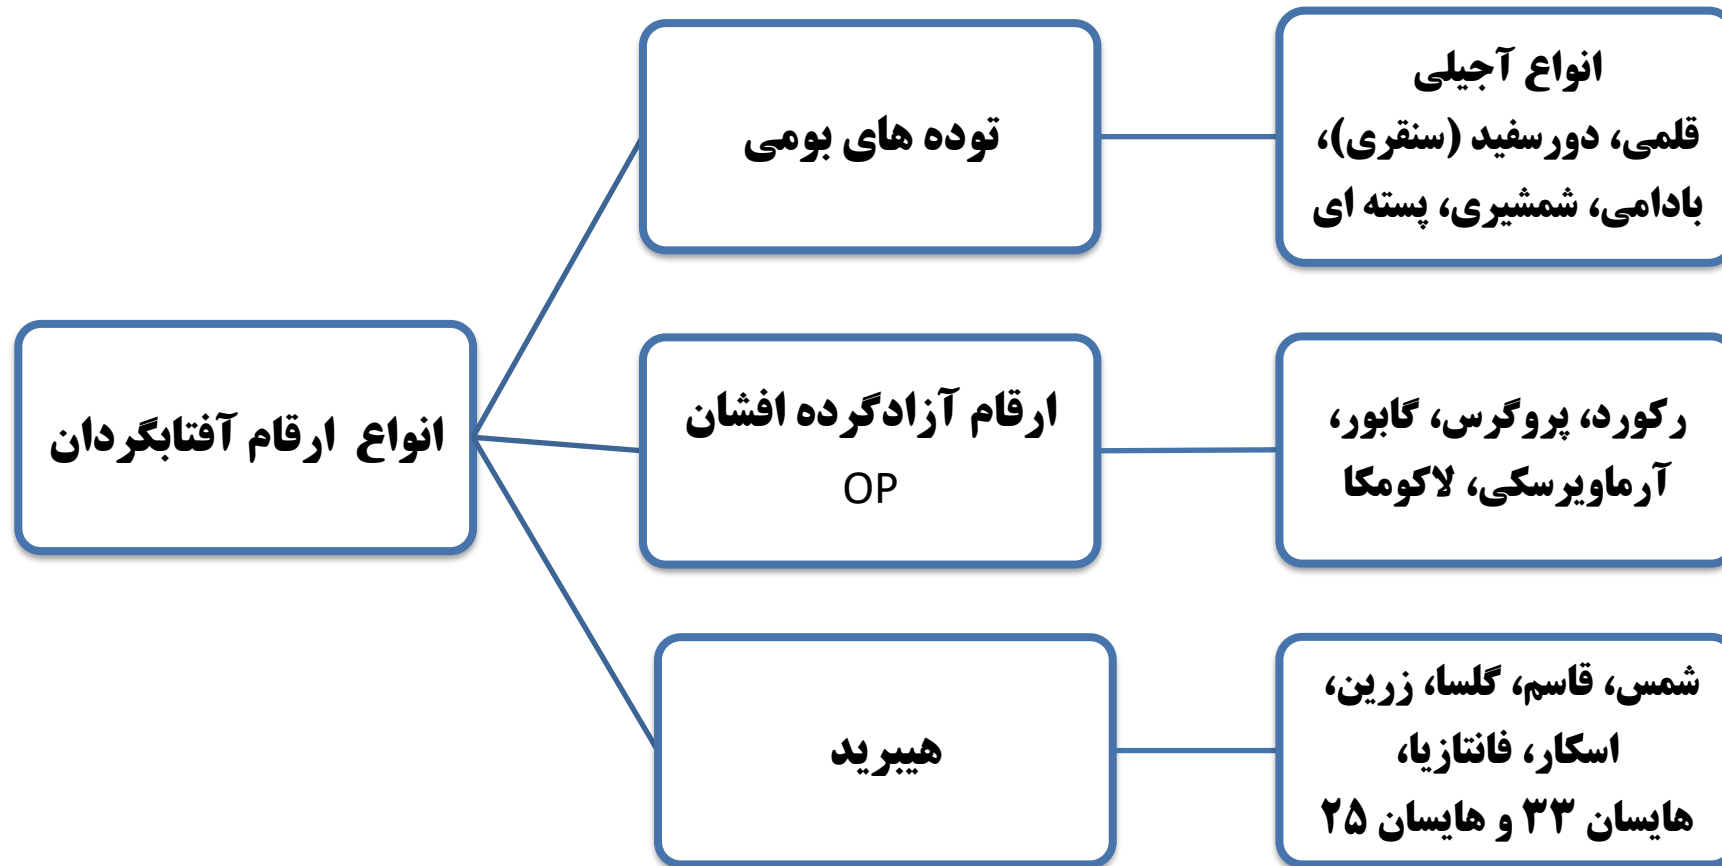 انواع ارقام آفتابگردان
توده های بومی
انواع آجیلی
قلمی، دورسفید (سنقری)،
بادامی، شمشیری، پسته ای
ارقام آزادگرده افشان
OP
رکورد، پروگرس، گابور،
آرماویرسکی، لاکومکا
هیبرید
شمس، قاسم، گلسا، زرین،
اسکار، فانتازیا،
هایسان ۳۳ و هایسان ۲۵